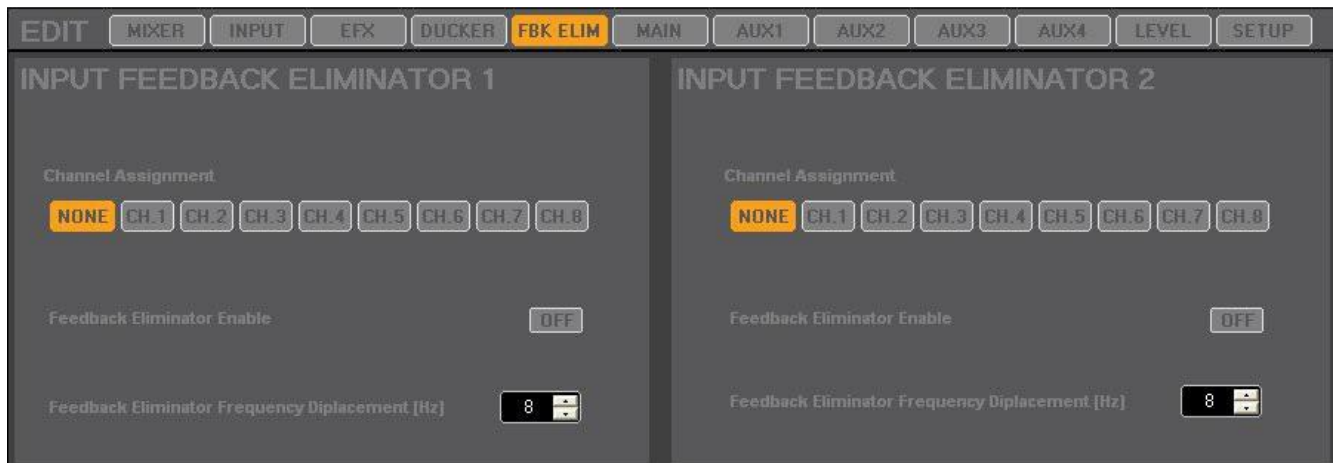 EDIT MIXER INPUT EFX DUCKER FBK ELIM MAIN AUX1 AUX2 AUX3 AUX4 LEVEL SETUP
INPUT FEEDBACK ELIMINATOR 1
Channel Assignment
NONE CH.1 CH.2 CH.3 CH.4 CH.5 CH.6 CH.7 CH.8
Feedback Eliminator Enable OFF
Feedback Eliminator Frequency Diplacement [Hz] 8
INPUT FEEDBACK ELIMINATOR 2
Channel Assignment
NONE CH.1 CH.2 CH.3 CH.4 CH.5 CH.6 CH.7 CH.8
Feedback Eliminator Enable OFF
Feedback Eliminator Frequency Diplacement [Hz] 8